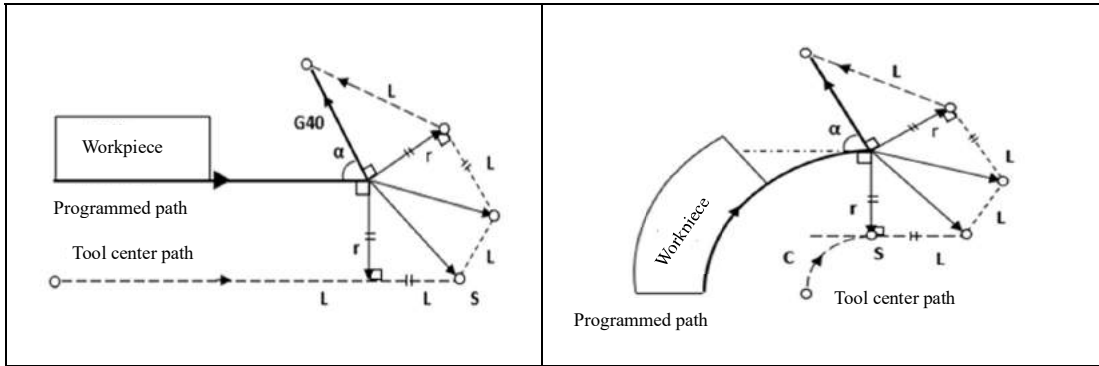 L
G40
α
r
L
Workpiece
Programmed path
Tool center path
L
r
L
L
S
L
α
r
L
Workpiece
r
L
C
S
L
Tool center path
Programmed path